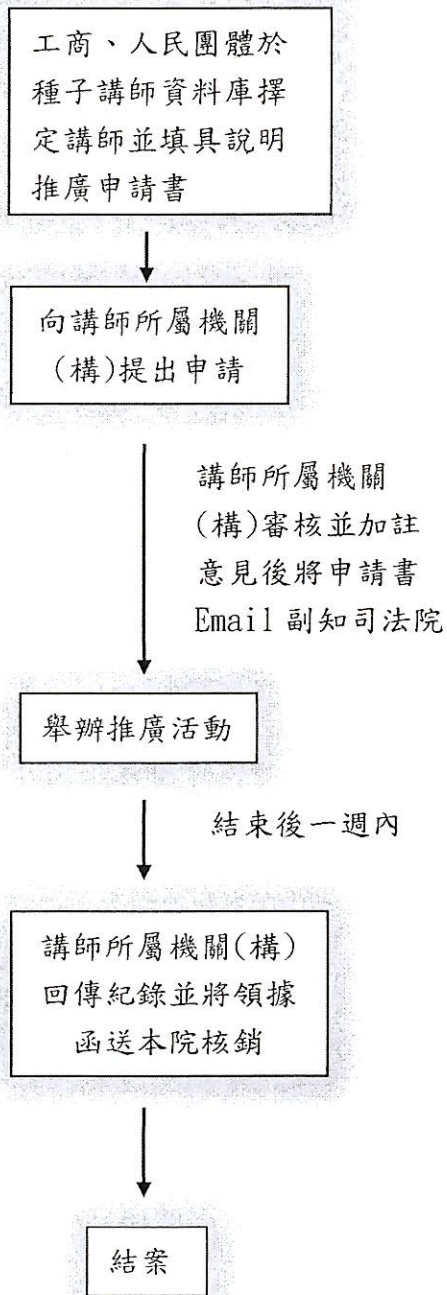 工商、人民團體於
種子講師資料庫擇
定講師並填具說明
推廣申請書
向講師所屬機關
(構)提出申請
講師所屬機關
(構)審核並加註
意見後將申請書
Email 副知司法院
舉辦推廣活動
結束後一週內
講師所屬機關(構)
回傳紀錄並將領據
函送本院核銷
結案